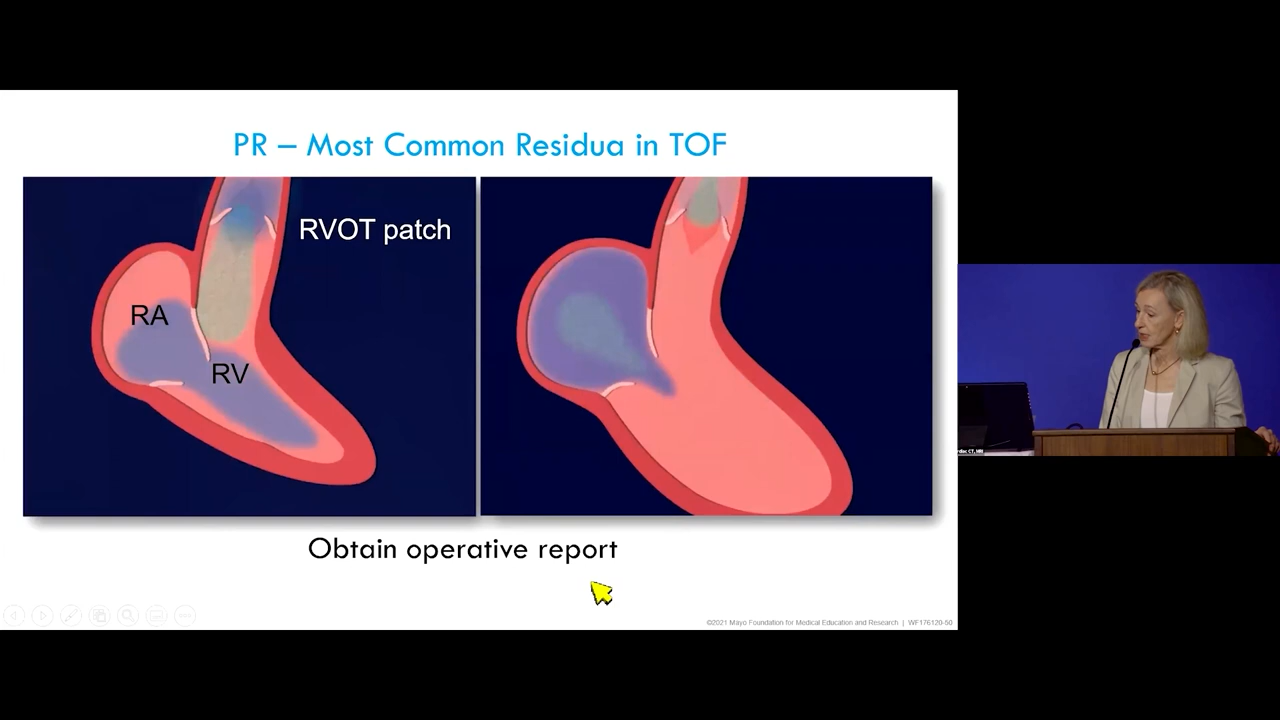 PR – Most Common Residua in TOF
RVOT patch
RA
RV
Obtain operative report
©2021 Mayo Foundation for Medical Education and Research | WF176120-50